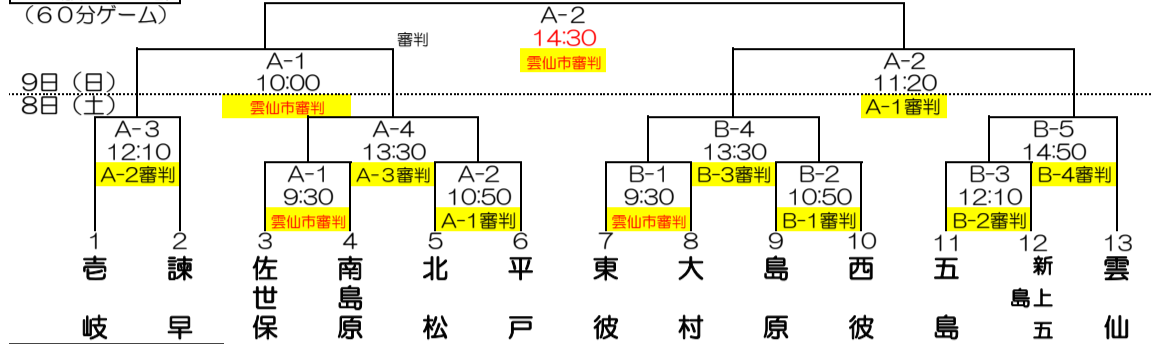 (60分ゲーム)
A-2
14:30
審判
雲仙市審判
A-1
10:00
A-2
11:20
9日(日)
8日(土)
雲仙市審判
A-1審判
A-3
12:10
A-2審判
A-4
13:30
A-3審判
B-4
13:30
B-3審判
B-5
14:50
B-4審判
A-1
9:30
雲仙市審判
A-2
10:50
A-1審判
B-1
9:30
雲仙市審判
B-2
10:50
B-1審判
B-3
12:10
B-2審判
1 2 3 4 5 6 7 8 9 10 11 12 13
壱岐
諫早
佐世保
南島原
北松
平戸
東彼
大村
島原
西彼
五島
新上五島
雲仙